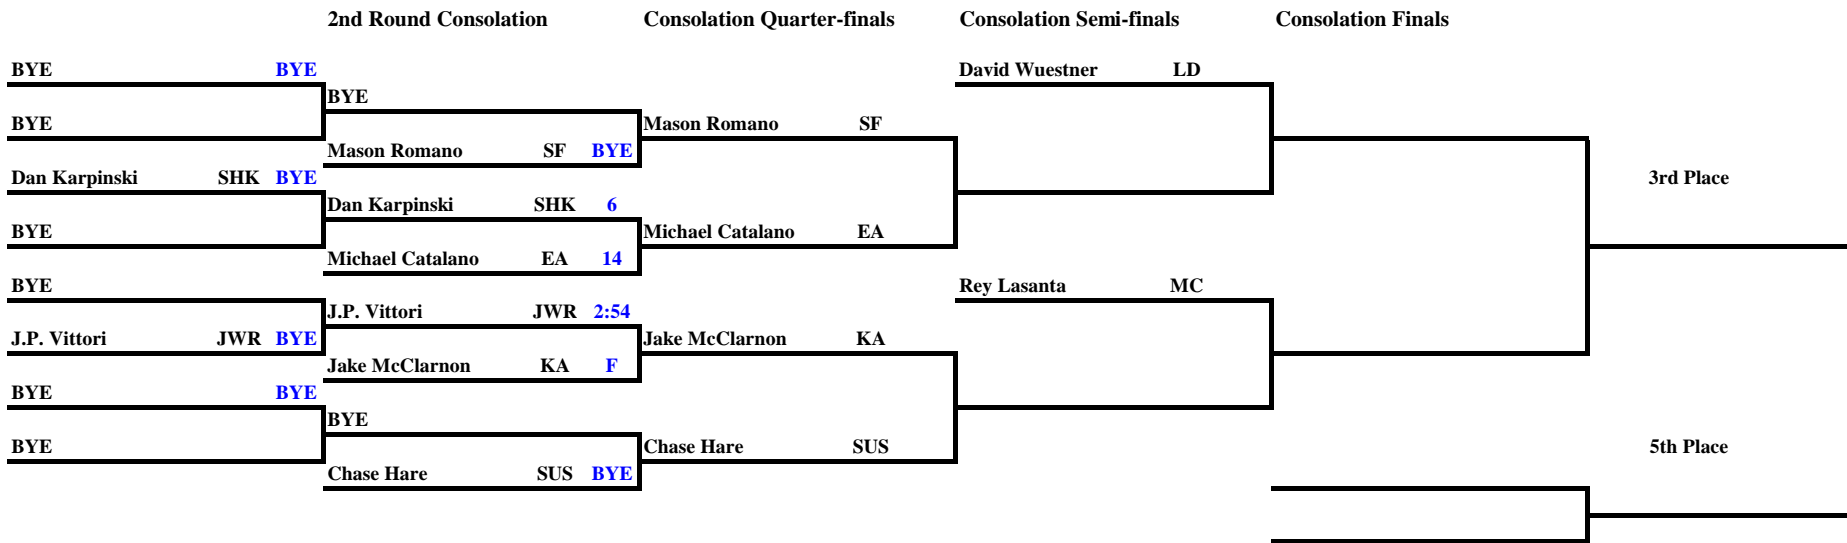 2nd Round Consolation Consolation Quarter-finals Consolation Semi-finals Consolation Finals
BYE BYE David Wuestner LD
BYE
BYE Mason Romano SF
Mason Romano SF BYE
Dan Karpinski SHK BYE 3rd Place
Dan Karpinski SHK 6
BYE Michael Catalano EA
Michael Catalano EA 14
BYE Rey Lasanta MC
J.P. Vittori JWR 2:54
J.P. Vittori JWR BYE Jake McClarnon KA
Jake McClarnon KA F
BYE BYE
BYE
BYE Chase Hare SUS 5th Place
Chase Hare SUS BYE